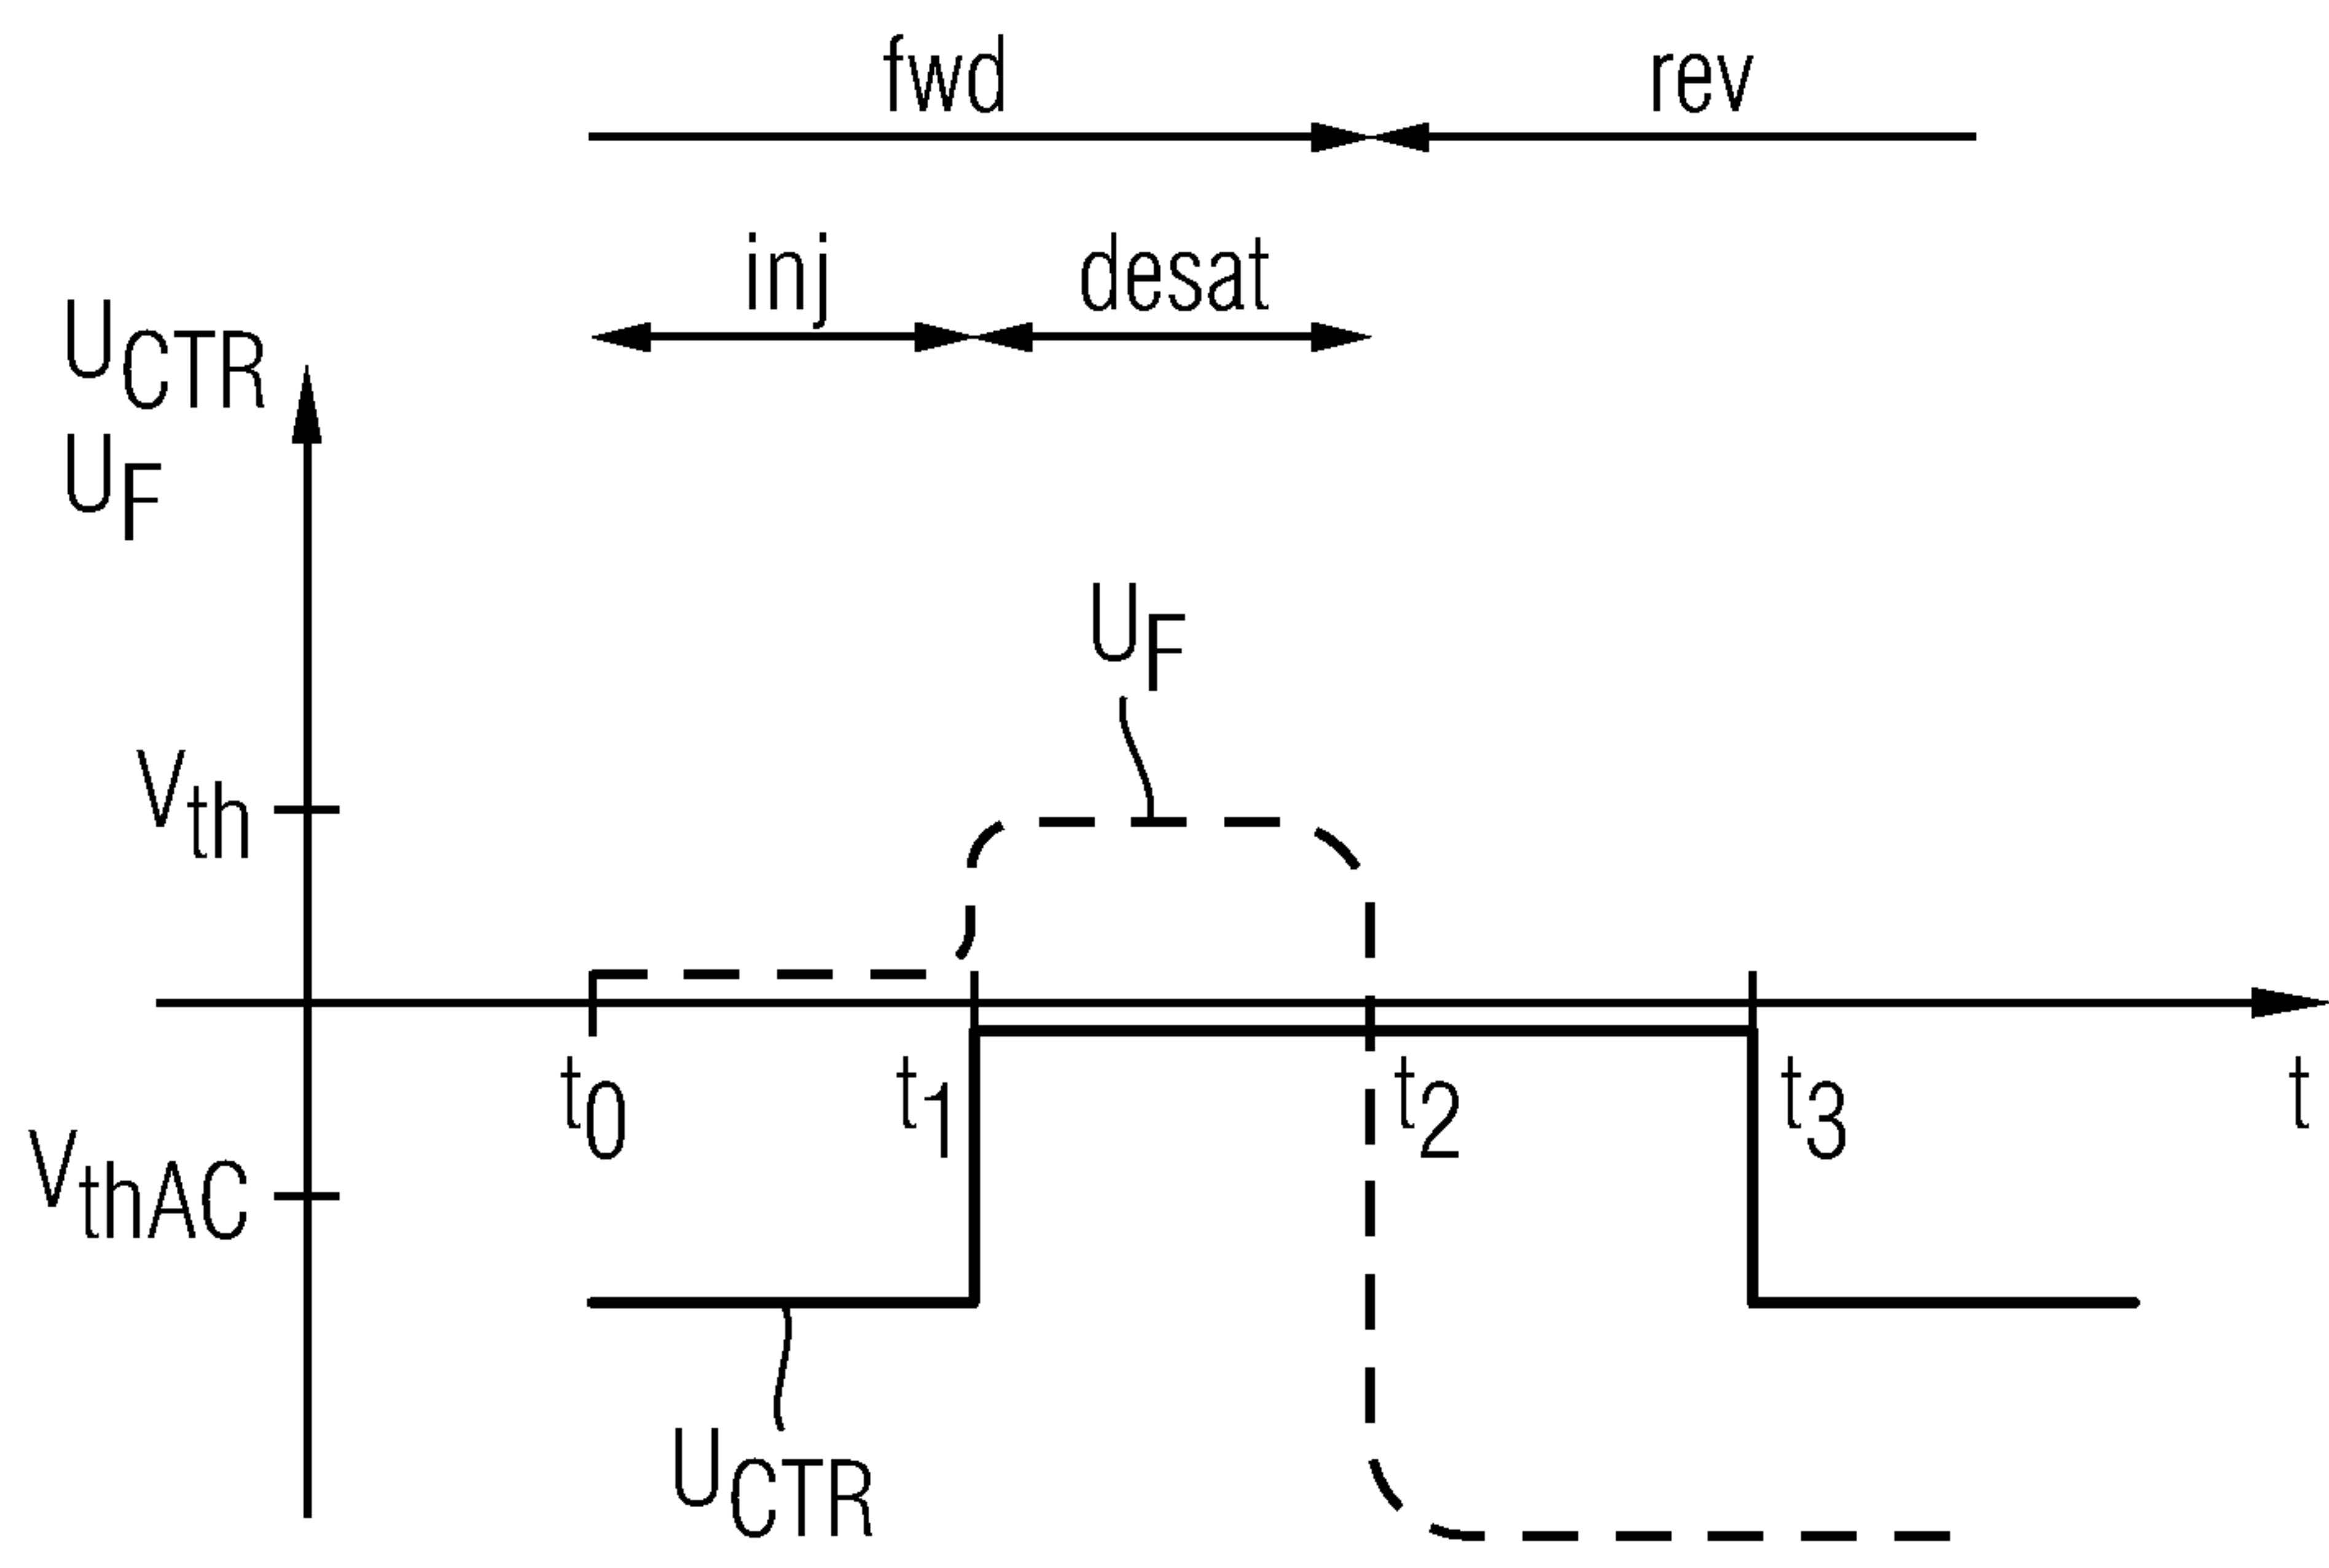 fwd rev
inj desat
UCTR
UF
UF
Vth
t0 t1 t2 t3 t
VthAC
UCTR